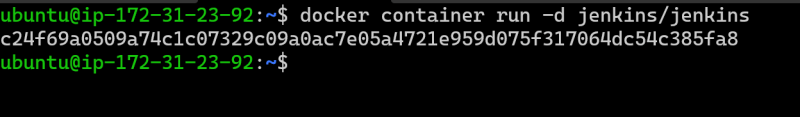 ubuntu@ip-172-31-23-92:~$ docker container run -d jenkins/jenkins
c24f69a0509a74c1c07329c09a0ac7e05a4721e959d075f317064dc54c385fa8
ubuntu@ip-172-31-23-92:~$